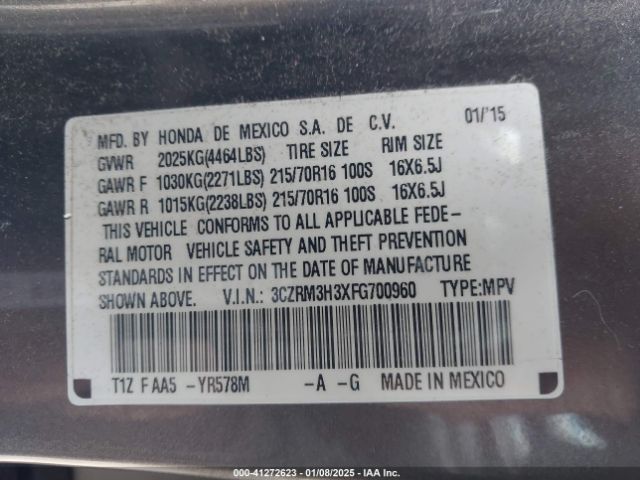 MFD. BY HONDA DE MEXICO S.A. DE C.V. 01/'15
GVWR 2025KG(4464LBS) TIRE SIZE RIM SIZE
GAWR F 1030KG(2271LBS) 215/70R16 100S 16X6.5J
GAWR R 1015KG(2238LBS) 215/70R16 100S 16X6.5J
THIS VEHICLE CONFORMS TO ALL APPLICABLE FEDE-
RAL MOTOR VEHICLE SAFETY AND THEFT PREVENTION
STANDARDS IN EFFECT ON THE DATE OF MANUFACTURE
SHOWN ABOVE. V.I.N.: 3CZRM3H3XFG700960 TYPE:MPV
T1Z F AA5 -YR578M -A -G MADE IN MEXICO
000-41272623 - 01/08/2025 - IAA Inc.